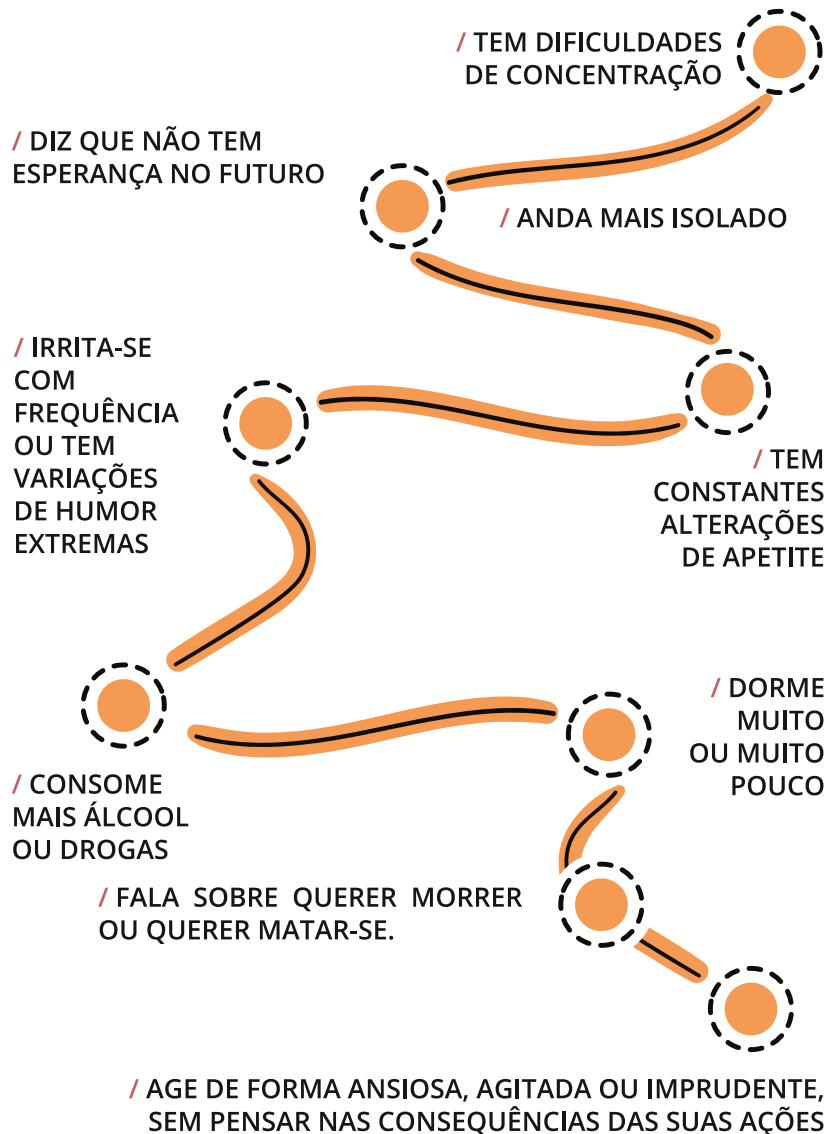 / TEM DIFICULDADES
DE CONCENTRAÇÃO
/ DIZ QUE NÃO TEM
ESPERANÇA NO FUTURO
/ ANDA MAIS ISOLADO
/ IRRITA-SE
COM
FREQUÊNCIA
OU TEM
VARIAÇÕES
DE HUMOR
EXTREMAS
/ TEM
CONSTANTES
ALTERAÇÕES
DE APETITE
/ DORME
MUITO
OU MUITO
POUCO
/ CONSOME
MAIS ÁLCOOL
OU DROGAS
/ FALA SOBRE QUERER MORRER
OU QUERER MATAR-SE.
/ AGE DE FORMA ANSIOSA, AGITADA OU IMPRUDENTE,
SEM PENSAR NAS CONSEQUÊNCIAS DAS SUAS AÇÕES